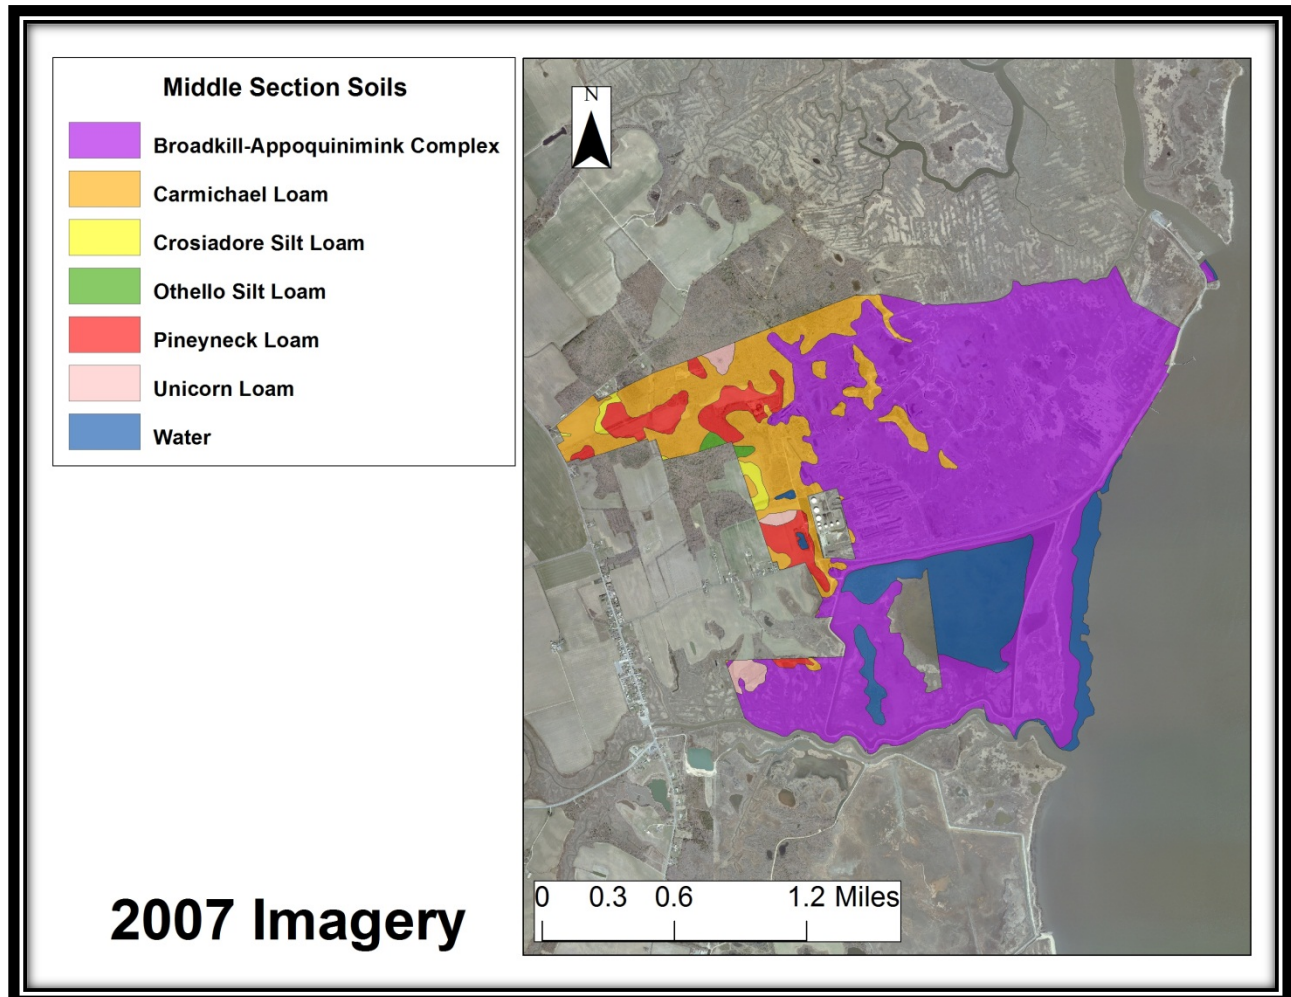 Middle Section Soils
Broadkill-Appoquinimink Complex
Carmichael Loam
Crosiadore Silt Loam
Othello Silt Loam
Pineyneck Loam
Unicorn Loam
Water
N
0 0.3 0.6 1.2 Miles
2007 Imagery